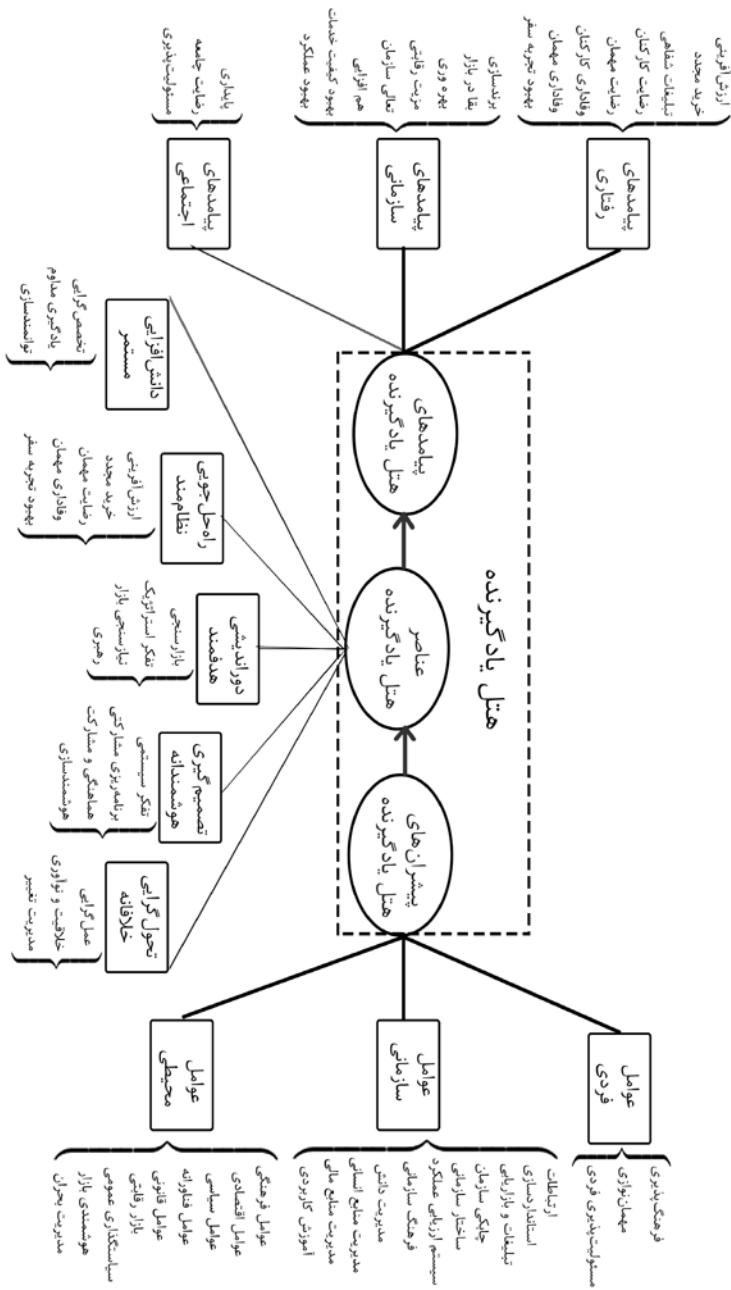 هتل یادگیرنده
پیشران‌های
هتل یادگیرنده
عناصر
هتل یادگیرنده
پیامدهای
هتل یادگیرنده
عوامل
فردی
فرهنگ‌پذیری
مهمان‌نوازی
مسئولیت‌پذیری فردی
عوامل
سازمانی
ارتباطات
استانداردسازی
تبلیغات و بازاریابی
چابکی سازمان
ساختار سازمانی
سیستم ارزیابی عملکرد
فرهنگ سازمانی
مدیریت دانش
مدیریت منابع انسانی
مدیریت منابع مالی
آموزش کاربردی
عوامل
محیطی
عوامل فرهنگی
عوامل اقتصادی
عوامل سیاسی
عوامل فناورانه
عوامل قانونی
بازار رقابتی
سیاستگذاری عمومی
هوشمندی بازار
مدیریت بحران
پیامدهای
رفتاری
ارزش‌آفرینی
خرید مجدد
تبلیغات شفاهی
رضایت کارکنان
رضایت مهمان
وفاداری کارکنان
وفاداری مهمان
بهبود تجربه سفر
پیامدهای
سازمانی
برندسازی
بقا در بازار
بهره وری
مزیت رقابتی
تعالی سازمان
هم افزایی
بهبود کیفیت خدمات
بهبود عملکرد
پیامدهای
اجتماعی
پایداری
رضایت جامعه
مسئولیت‌پذیری
تحول‌گرایی
خلاقانه
عمل‌گرایی
خلاقیت و نوآوری
مدیریت تغییر
تصمیم‌گیری
هوشمندانه
تفکر سیستمی
برنامه‌ریزی مشارکتی
هماهنگی و مشارکت
هوشمندسازی
دوراندیشی
هدفمند
بازارسنجی
تفکر استراتژیک
نیازسنجی بازار
رهبری
راه‌حل‌جویی
نظام‌مند
ارزش‌آفرینی
خرید مجدد
رضایت مهمان
وفاداری مهمان
بهبود تجربه سفر
دانش‌افزایی
مستمر
تخصص‌گرایی
یادگیری مداوم
توانمندسازی